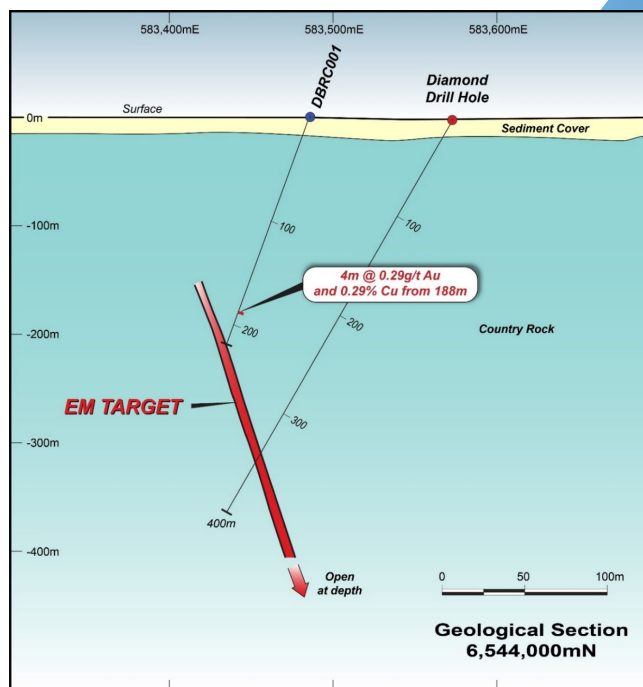 583,400mE
583,500mE
583,600mE
DBRC001
Diamond
Drill Hole
0m
Surface
Sediment Cover
-100m
100
100
4m @ 0.29g/t Au
and 0.29% Cu from 188m
-200m
200
200
Country Rock
EM TARGET
-300m
300
400m
-400m
Open
at depth
0
50
100m
Geological Section
6,544,000mN